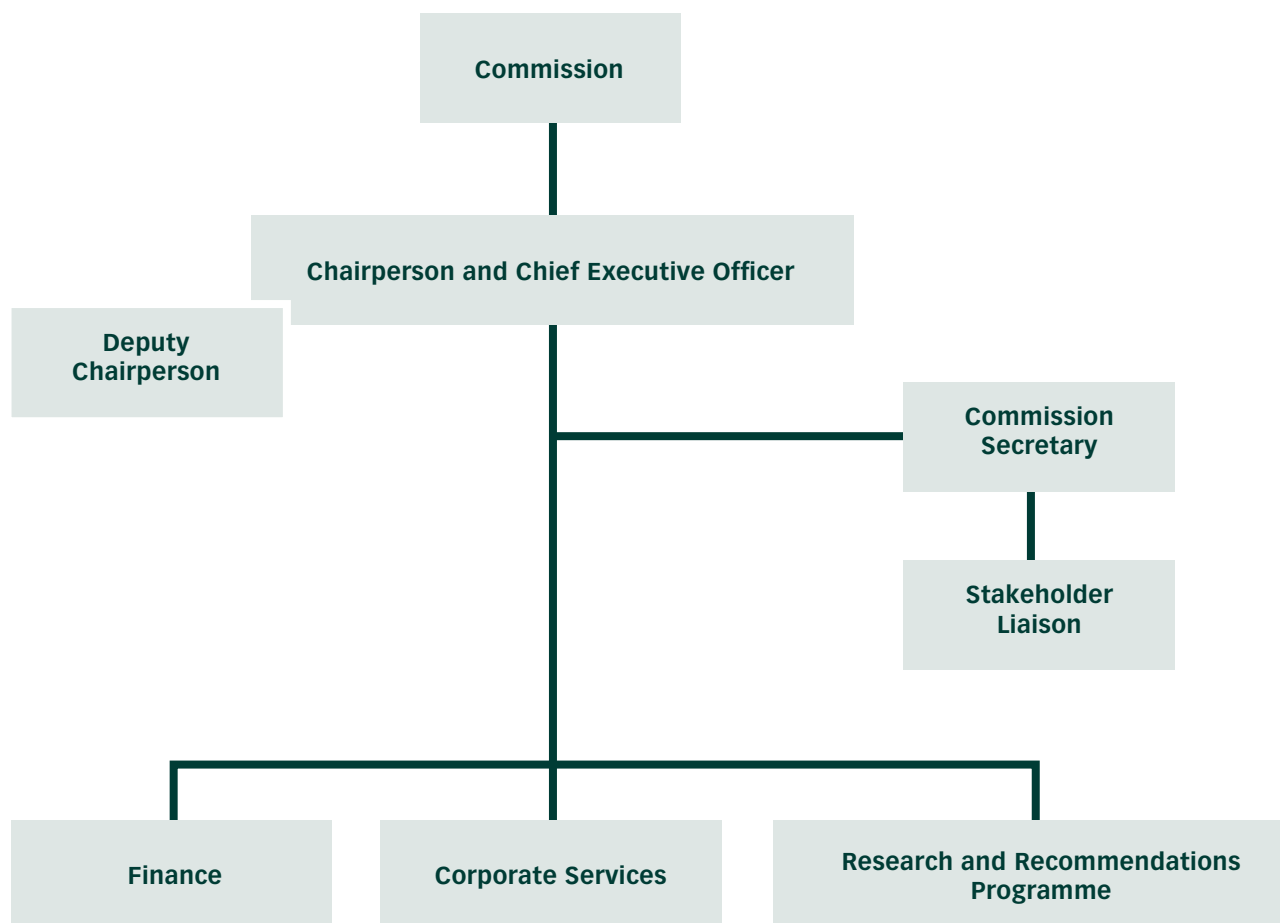 Commission
Chairperson and Chief Executive Officer
Deputy
Chairperson
Commission
Secretary
Stakeholder
Liaison
Finance
Corporate Services
Research and Recommendations
Programme